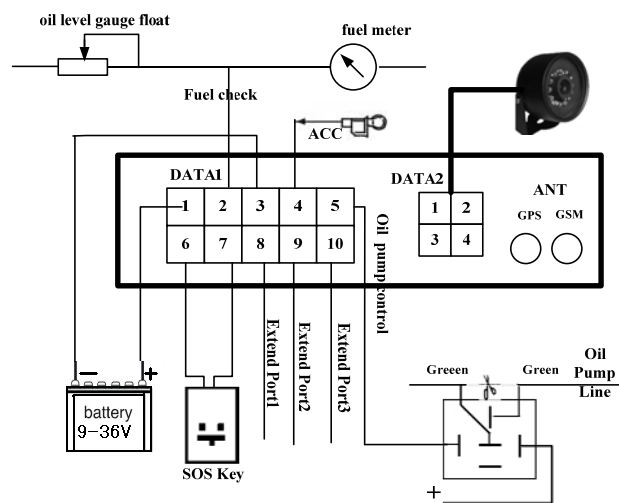 oil level gauge float
fuel meter
Fuel check
ACC
DATA1
DATA2
ANT
GPS GSM
1 2 3 4 5
6 7 8 9 10
1 2
3 4
Oil pump control
Extend Port1
Extend Port2
Extend Port3
− +
battery
9-36V
SOS Key
Greeen
Green
Oil
Pump
Line
+